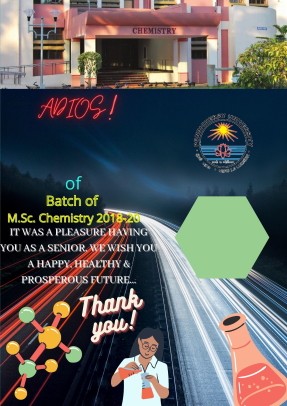 CHEMISTRY
ADIOS!
of
Batch of
M.Sc. Chemistry 2018-20
IT WAS A PLEASURE HAVING
YOU AS A SENIOR, WE WISH YOU
A HAPPY, HEALTHY &
PROSPEROUS FUTURE...
Thank
you!